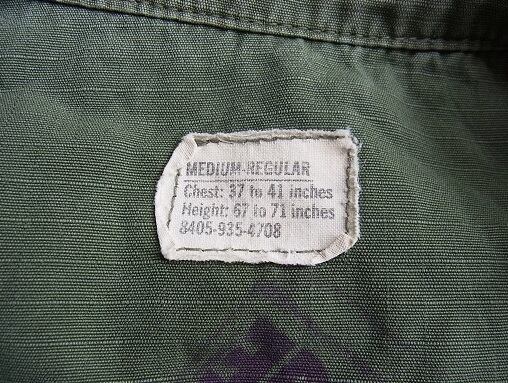 MEDIUM-REGULAR
Chest: 37 to 41 inches
Height: 67 to 71 inches
8405-935-4708